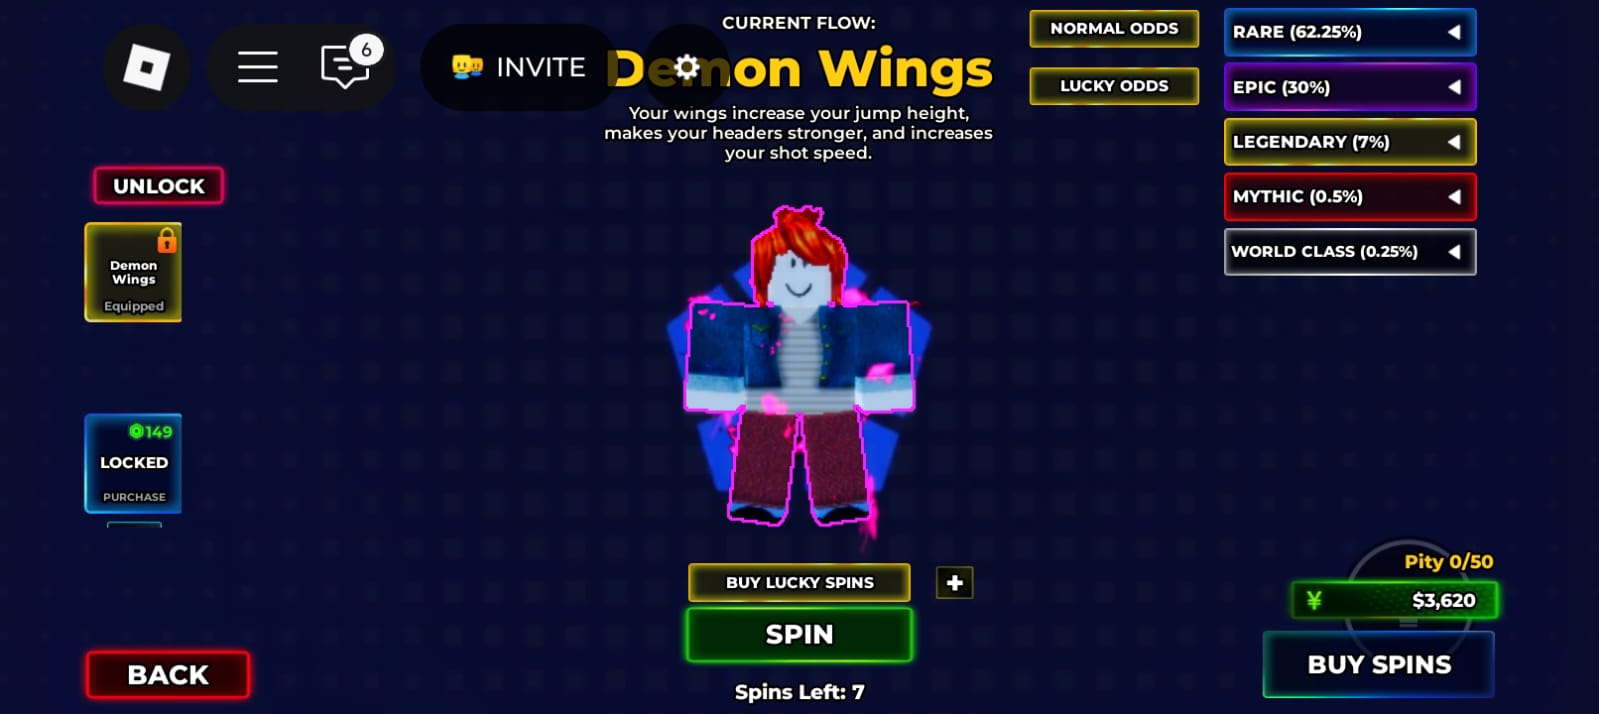 CURRENT FLOW:
Demon Wings
Your wings increase your jump height,
makes your headers stronger, and increases
your shot speed.
6
INVITE
NORMAL ODDS
LUCKY ODDS
RARE (62.25%)
EPIC (30%)
LEGENDARY (7%)
MYTHIC (0.5%)
WORLD CLASS (0.25%)
UNLOCK
Demon
Wings
Equipped
149
LOCKED
PURCHASE
BUY LUCKY SPINS
+
SPIN
Spins Left: 7
BACK
Pity 0/50
¥ $3,620
BUY SPINS